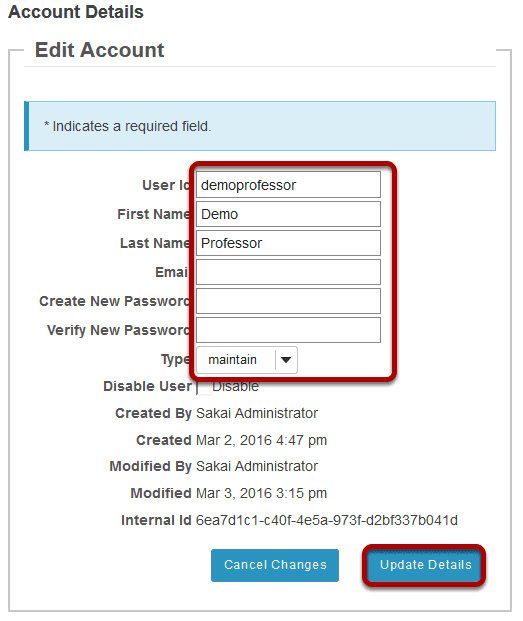 Account Details
Edit Account
* Indicates a required field.
User Id demoprofessor
First Name Demo
Last Name Professor
Email
Create New Password
Verify New Password
Type maintain
Disable User Disable
Created By Sakai Administrator
Created Mar 2, 2016 4:47 pm
Modified By Sakai Administrator
Modified Mar 3, 2016 3:15 pm
Internal Id 6ea7d1c1-c40f-4e5a-973f-d2bf337b041d
Cancel Changes Update Details